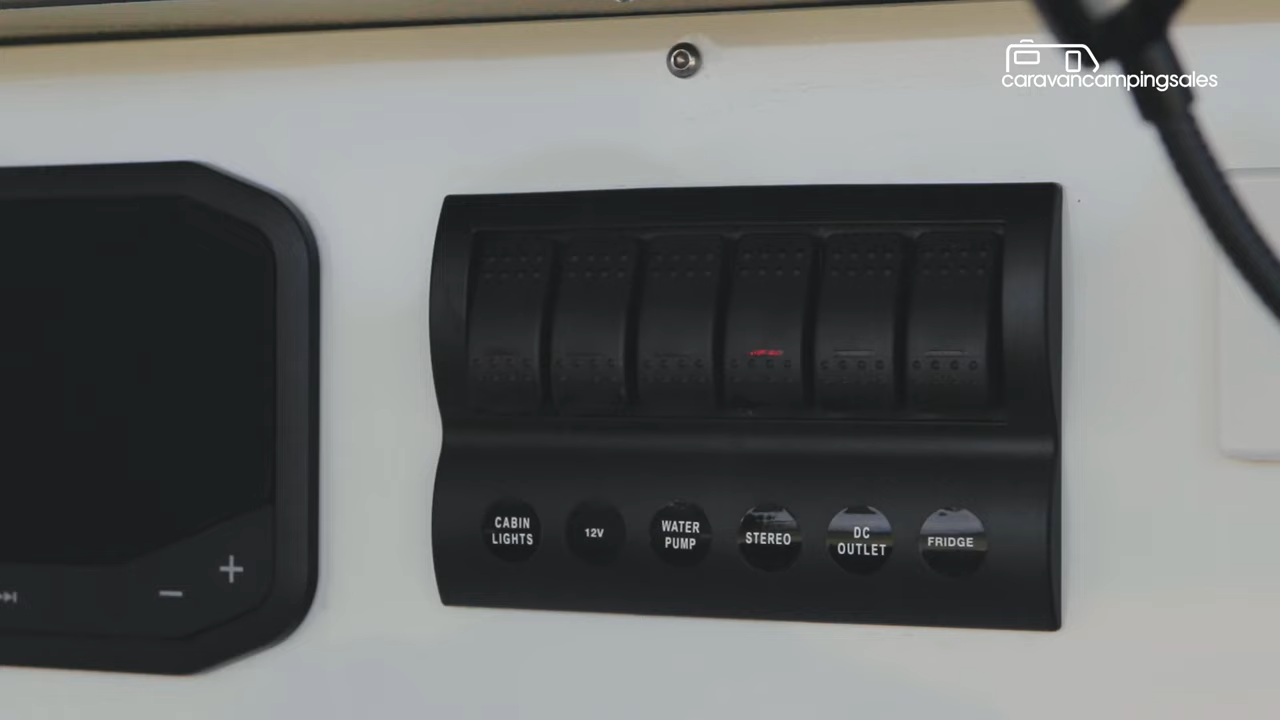 caravancampingsales
CABIN
LIGHTS
12V
WATER
PUMP
STEREO
DC
OUTLET
FRIDGE